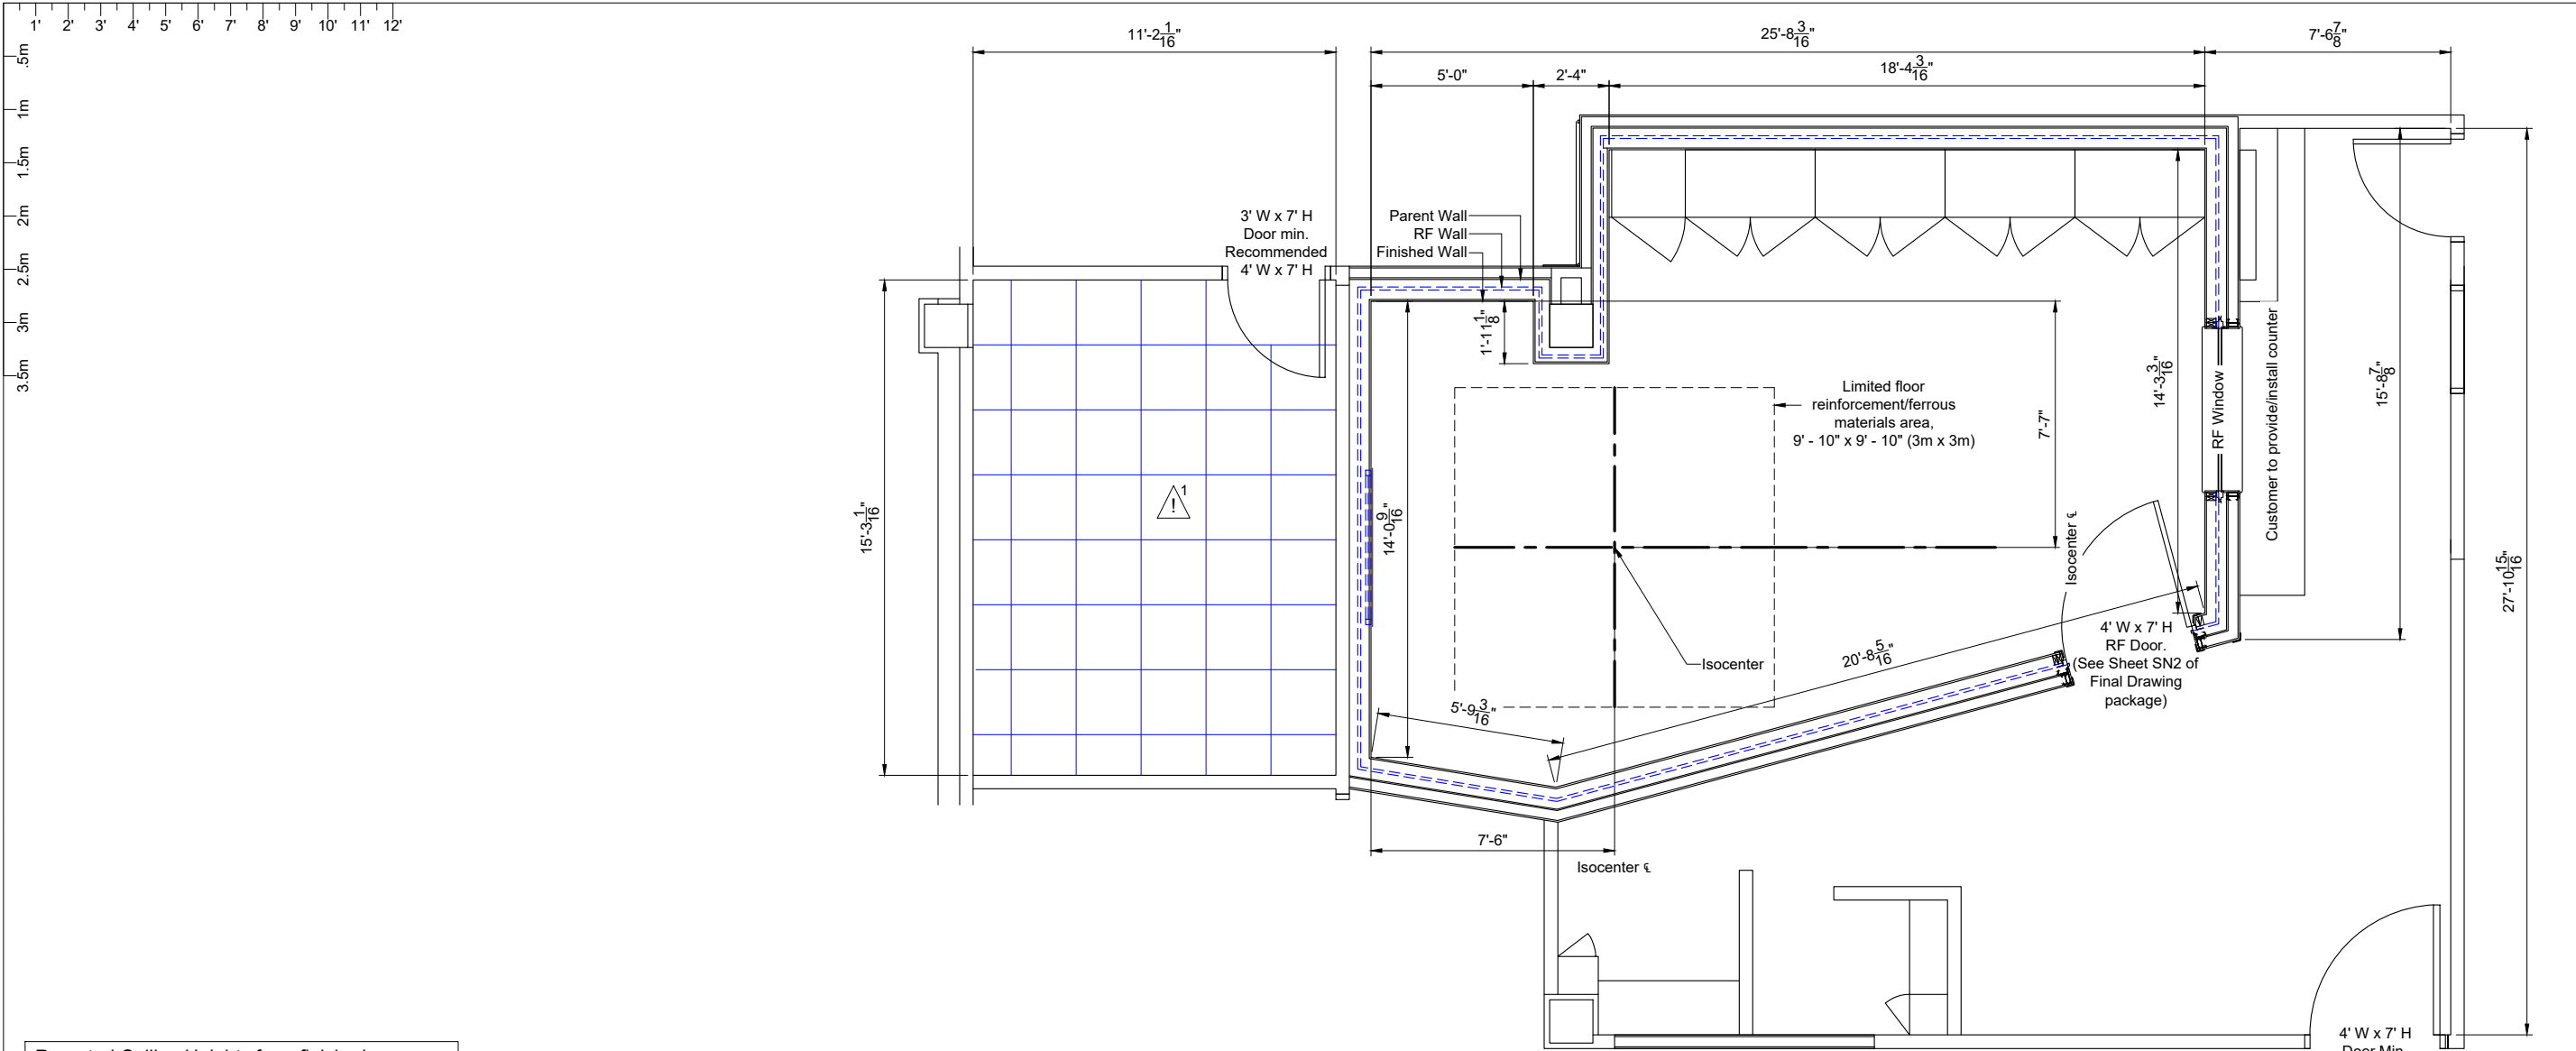 1' 2' 3' 4' 5' 6' 7' 8' 9' 10' 11' 12'
.5m
1m
1.5m
2m
2.5m
3m
3.5m
11'-2 1/16"
25'-8 3/16"
7'-6 7/8"
5'-0"
2'-4"
18'-4 3/16"
3' W x 7' H
Door min.
Recommended
4' W x 7' H
Parent Wall
RF Wall
Finished Wall
1'-11 1/8"
Limited floor
reinforcement/ferrous
materials area,
9' - 10" x 9' - 10" (3m x 3m)
7'-7"
14'-3 3/16"
RF Window
Customer to provide/install counter
15'-8 7/8"
27'-10 15/16"
15'-3 1/16"
1
!
14'-0 9/16"
Isocenter ℄
Isocenter
20'-8 5/16"
5'-9 3/16"
4' W x 7' H
RF Door.
(See Sheet SN2 of
Final Drawing
package)
7'-6"
Isocenter ℄
4' W x 7' H